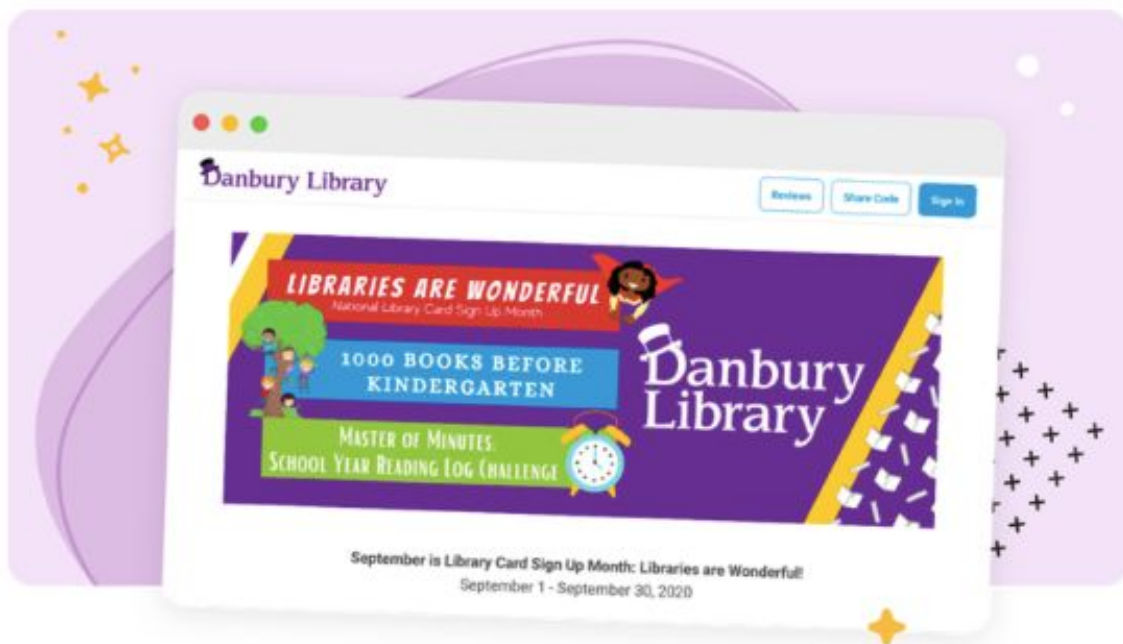 Danbury Library
Reviews
Share Code
Sign In
LIBRARIES ARE WONDERFUL
National Library Card Sign Up Month
1000 BOOKS BEFORE
KINDERGARTEN
MASTER OF MINUTES:
SCHOOL YEAR READING LOG CHALLENGE
Danbury
Library
September is Library Card Sign Up Month: Libraries are Wonderful!
September 1 - September 30, 2020